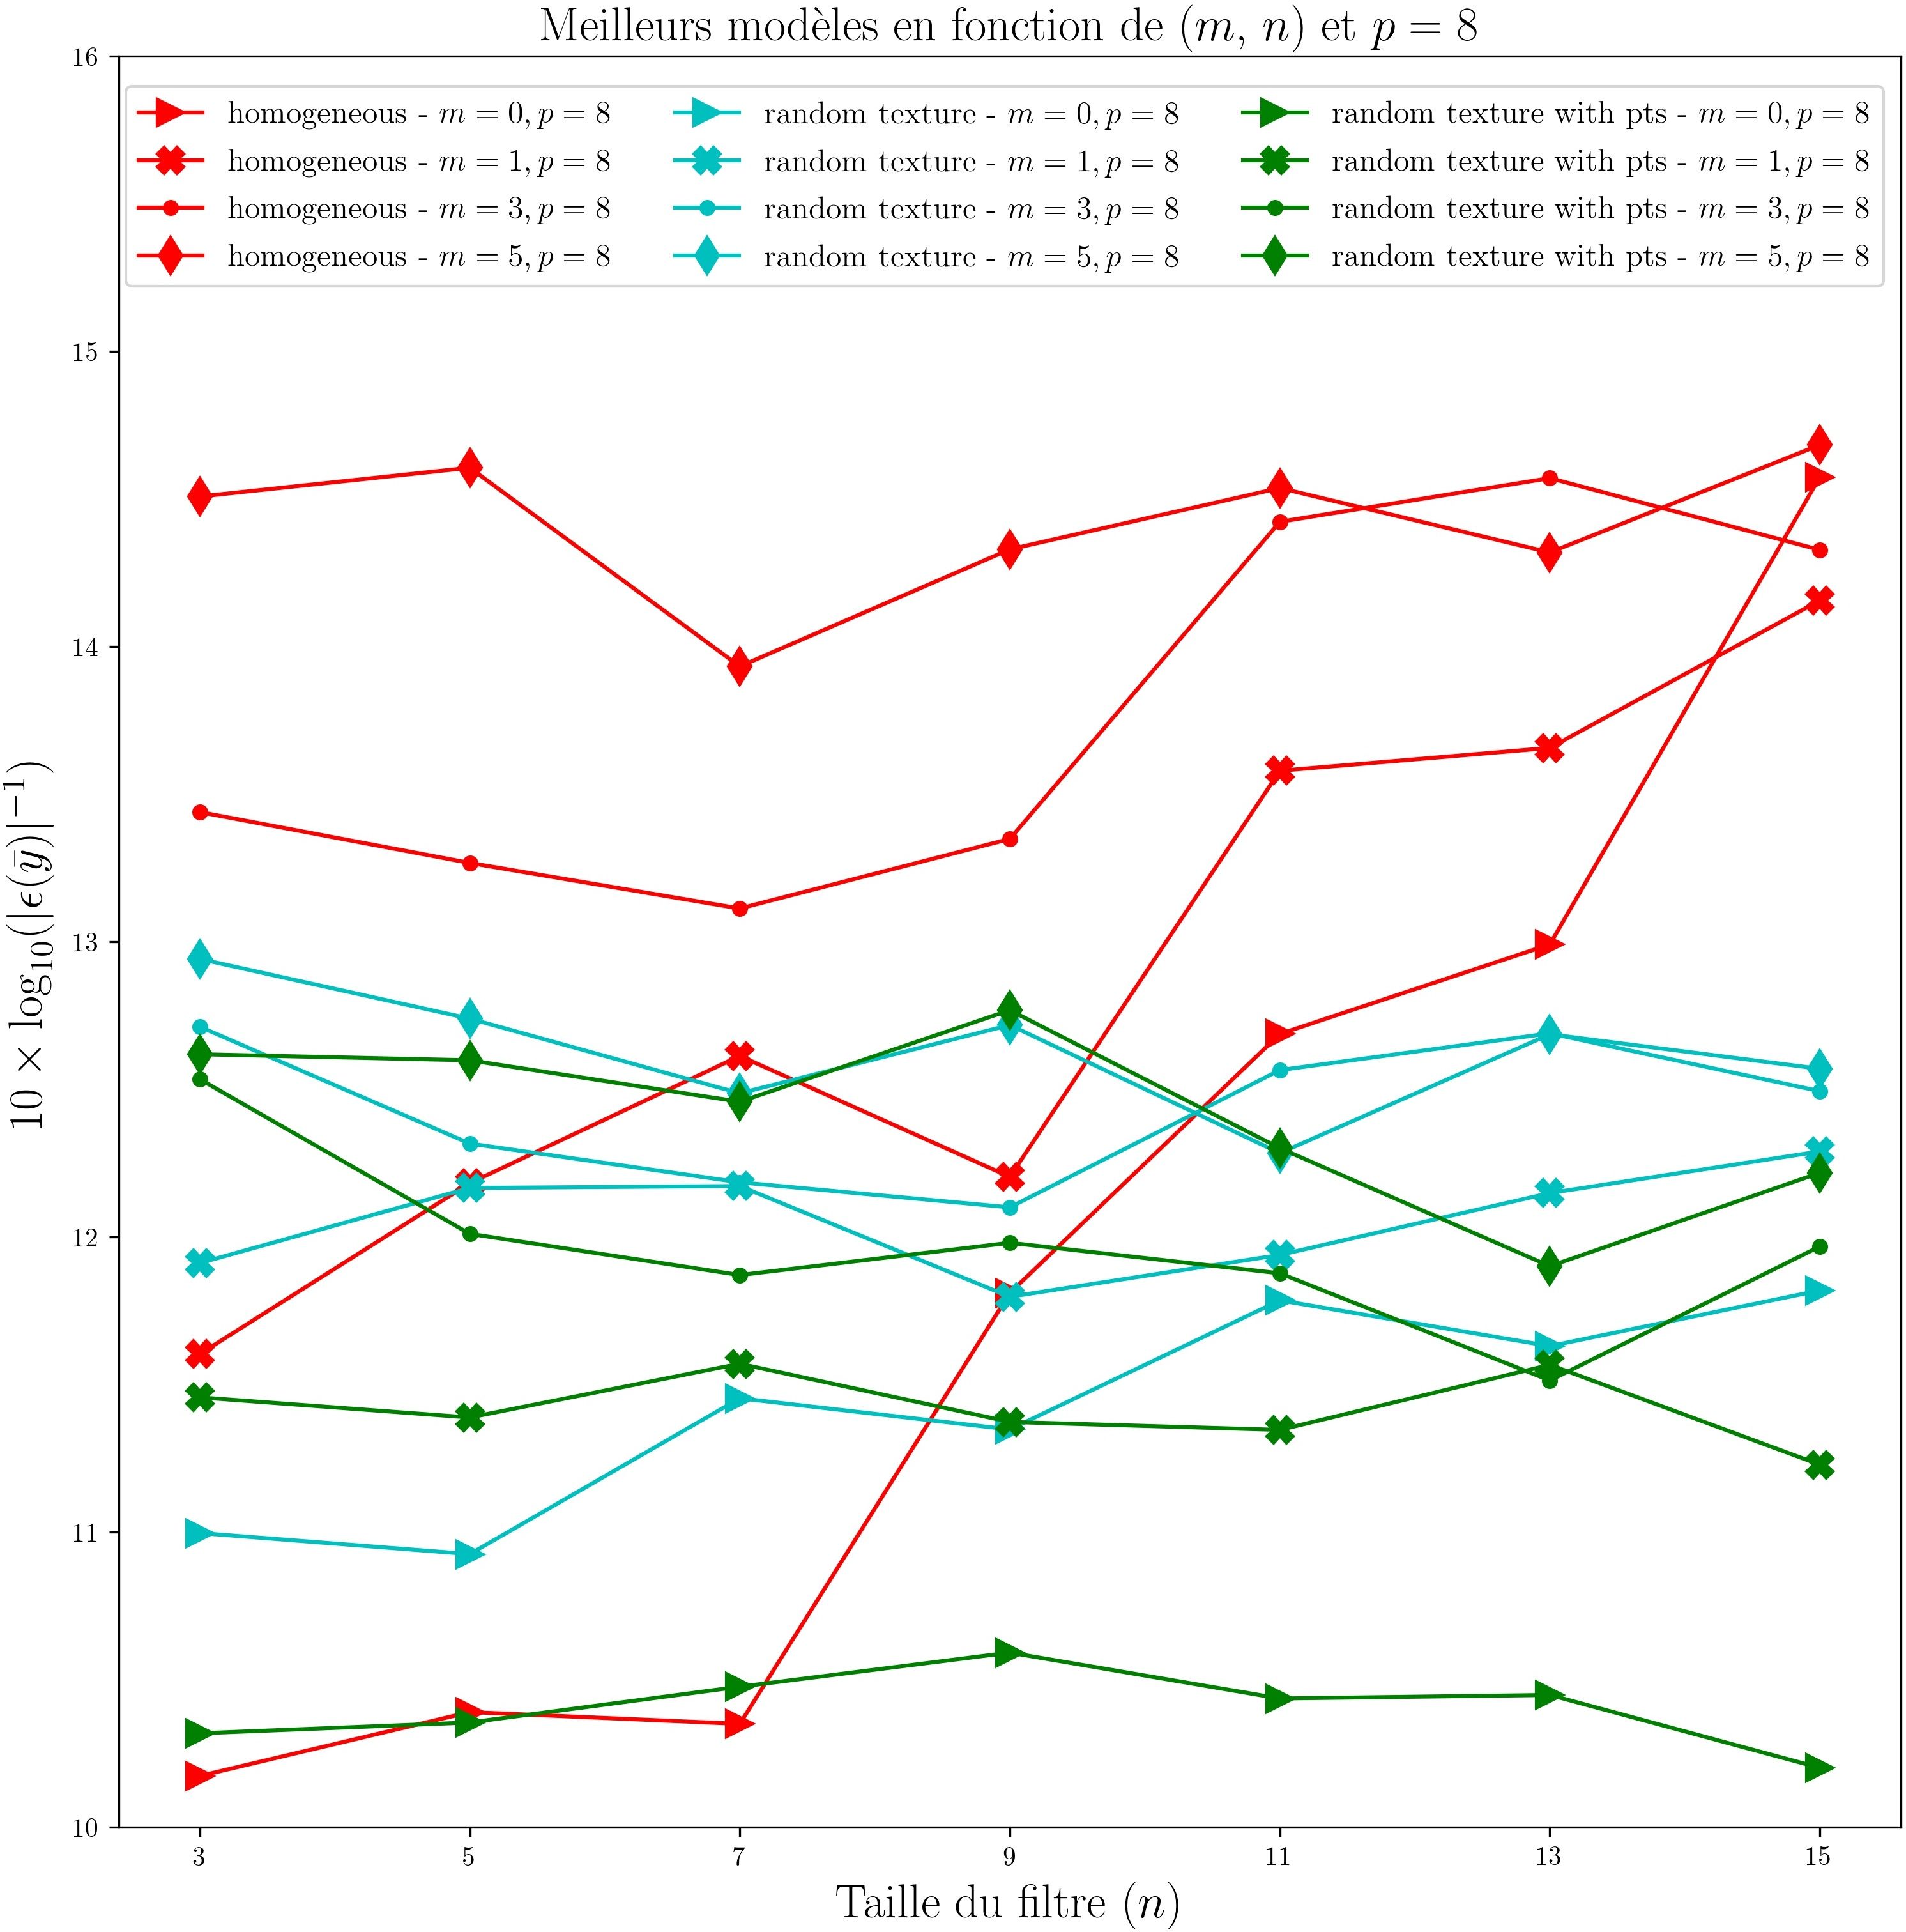 Meilleurs modèles en fonction de (m, n) et p = 8
16
15
14
13
12
11
10
homogeneous - m = 0, p = 8
homogeneous - m = 1, p = 8
homogeneous - m = 3, p = 8
homogeneous - m = 5, p = 8
random texture - m = 0, p = 8
random texture - m = 1, p = 8
random texture - m = 3, p = 8
random texture - m = 5, p = 8
random texture with pts - m = 0, p = 8
random texture with pts - m = 1, p = 8
random texture with pts - m = 3, p = 8
random texture with pts - m = 5, p = 8
10 × log₁₀(|ϵ(ȳ)|⁻¹)
3 5 7 9 11 13 15
Taille du filtre (n)